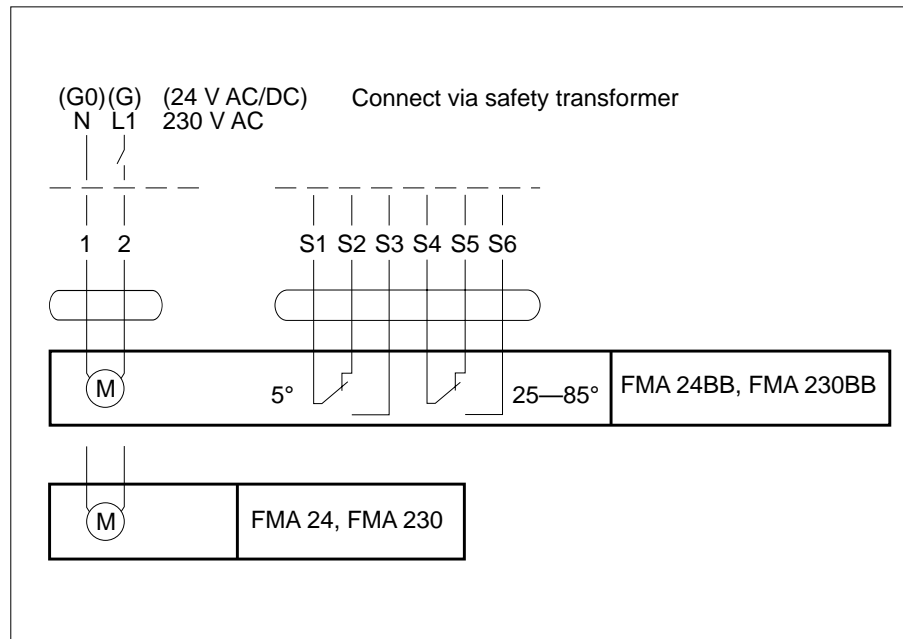 (G0) (G) (24 V AC/DC) Connect via safety transformer
N L1 230 V AC
1 2 S1 S2 S3 S4 S5 S6
M 5° 25—85° FMA 24BB, FMA 230BB
M FMA 24, FMA 230